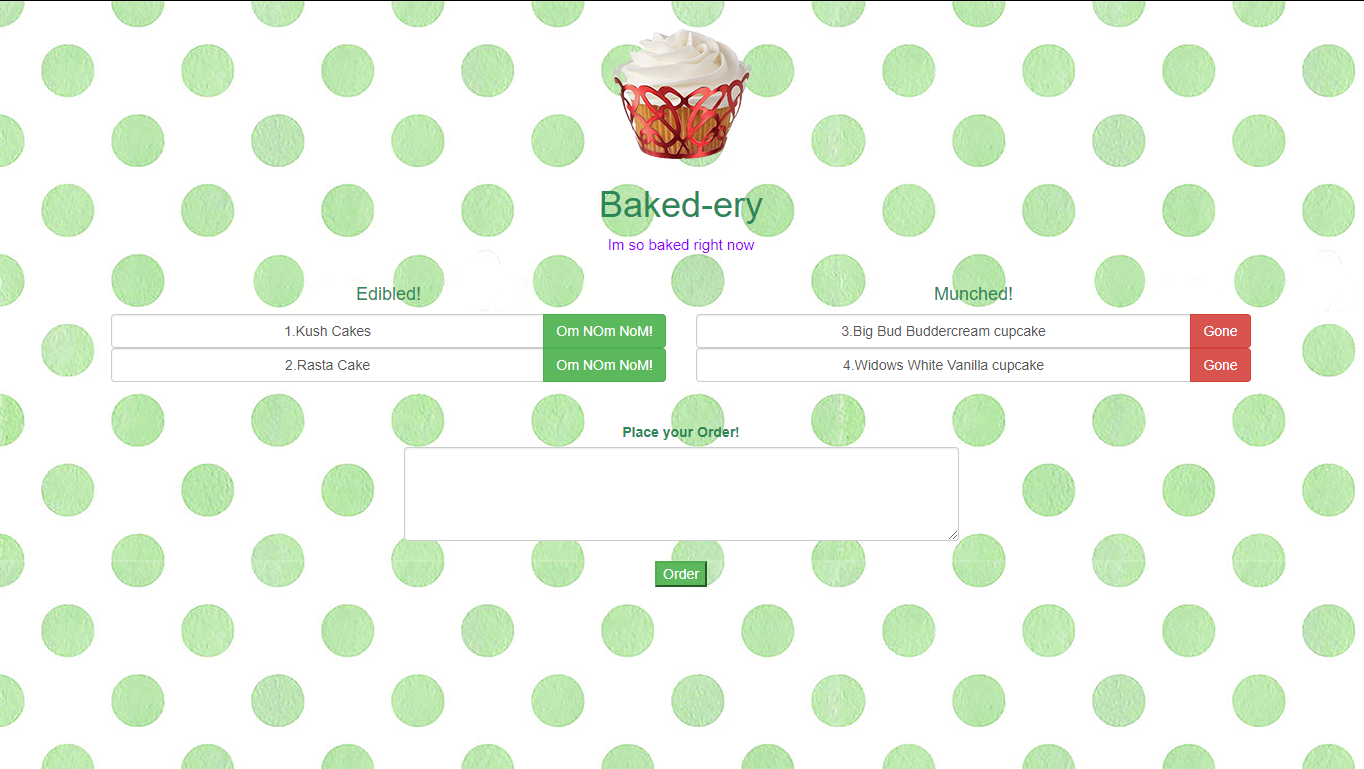 Baked-ery
Im so baked right now
Edibled!
1.Kush Cakes
Om NOm NoM!
2.Rasta Cake
Om NOm NoM!
Munched!
3.Big Bud Buddercream cupcake
Gone
4.Widows White Vanilla cupcake
Gone
Place your Order!
Order